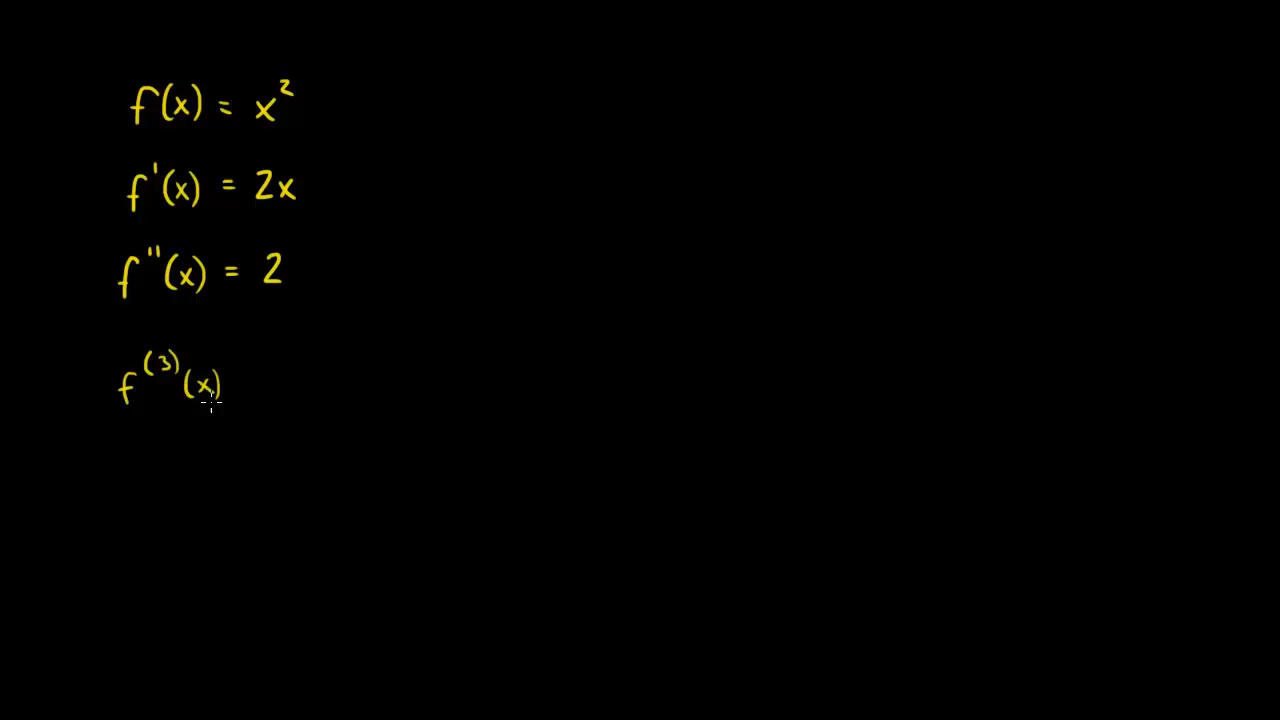 f(x) = x²
f'(x) = 2x
f''(x) = 2
f⁽³⁾(x)